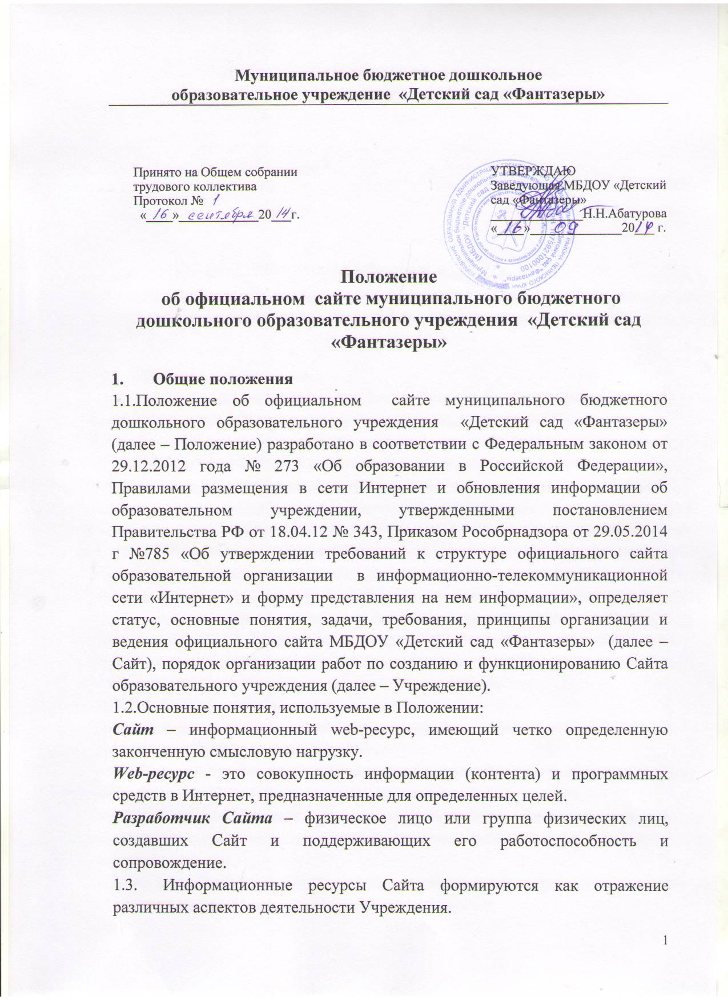 Муниципальное бюджетное дошкольное
образовательное учреждение «Детский сад «Фантазеры»
Принято на Общем собрании
трудового коллектива
Протокол № 1
«16» сентября 2014г.
УТВЕРЖДАЮ
Заведующая МБДОУ «Детский
сад «Фантазеры»
Н.Н.Абатурова
«16» 09 2014 г.
Положение
об официальном сайте муниципального бюджетного
дошкольного образовательного учреждения «Детский сад
«Фантазеры»
1. Общие положения
1.1.Положение об официальном сайте муниципального бюджетного
дошкольного образовательного учреждения «Детский сад «Фантазеры»
(далее – Положение) разработано в соответствии с Федеральным законом от
29.12.2012 года № 273 «Об образовании в Российской Федерации»,
Правилами размещения в сети Интернет и обновления информации об
образовательном учреждении, утвержденными постановлением
Правительства РФ от 18.04.12 № 343, Приказом Рособрнадзора от 29.05.2014
г №785 «Об утверждении требований к структуре официального сайта
образовательной организации в информационно-телекоммуникационной
сети «Интернет» и форму представления на нем информации», определяет
статус, основные понятия, задачи, требования, принципы организации и
ведения официального сайта МБДОУ «Детский сад «Фантазеры» (далее –
Сайт), порядок организации работ по созданию и функционированию Сайта
образовательного учреждения (далее – Учреждение).
1.2.Основные понятия, используемые в Положении:
Сайт – информационный web-ресурс, имеющий четко определенную
законченную смысловую нагрузку.
Web-ресурс - это совокупность информации (контента) и программных
средств в Интернет, предназначенные для определенных целей.
Разработчик Сайта – физическое лицо или группа физических лиц,
создавших Сайт и поддерживающих его работоспособность и
сопровождение.
1.3. Информационные ресурсы Сайта формируются как отражение
различных аспектов деятельности Учреждения.
1